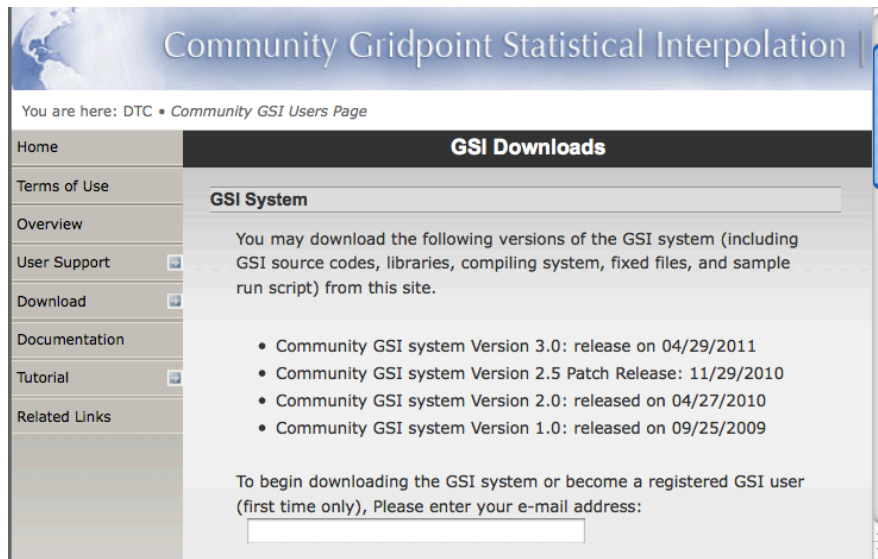 Community Gridpoint Statistical Interpolation |
You are here: DTC • Community GSI Users Page
Home
Terms of Use
Overview
User Support
Download
Documentation
Tutorial
Related Links
GSI Downloads
GSI System
You may download the following versions of the GSI system (including
GSI source codes, libraries, compiling system, fixed files, and sample
run script) from this site.
• Community GSI system Version 3.0: release on 04/29/2011
• Community GSI system Version 2.5 Patch Release: 11/29/2010
• Community GSI system Version 2.0: released on 04/27/2010
• Community GSI system Version 1.0: released on 09/25/2009
To begin downloading the GSI system or become a registered GSI user
(first time only), Please enter your e-mail address: